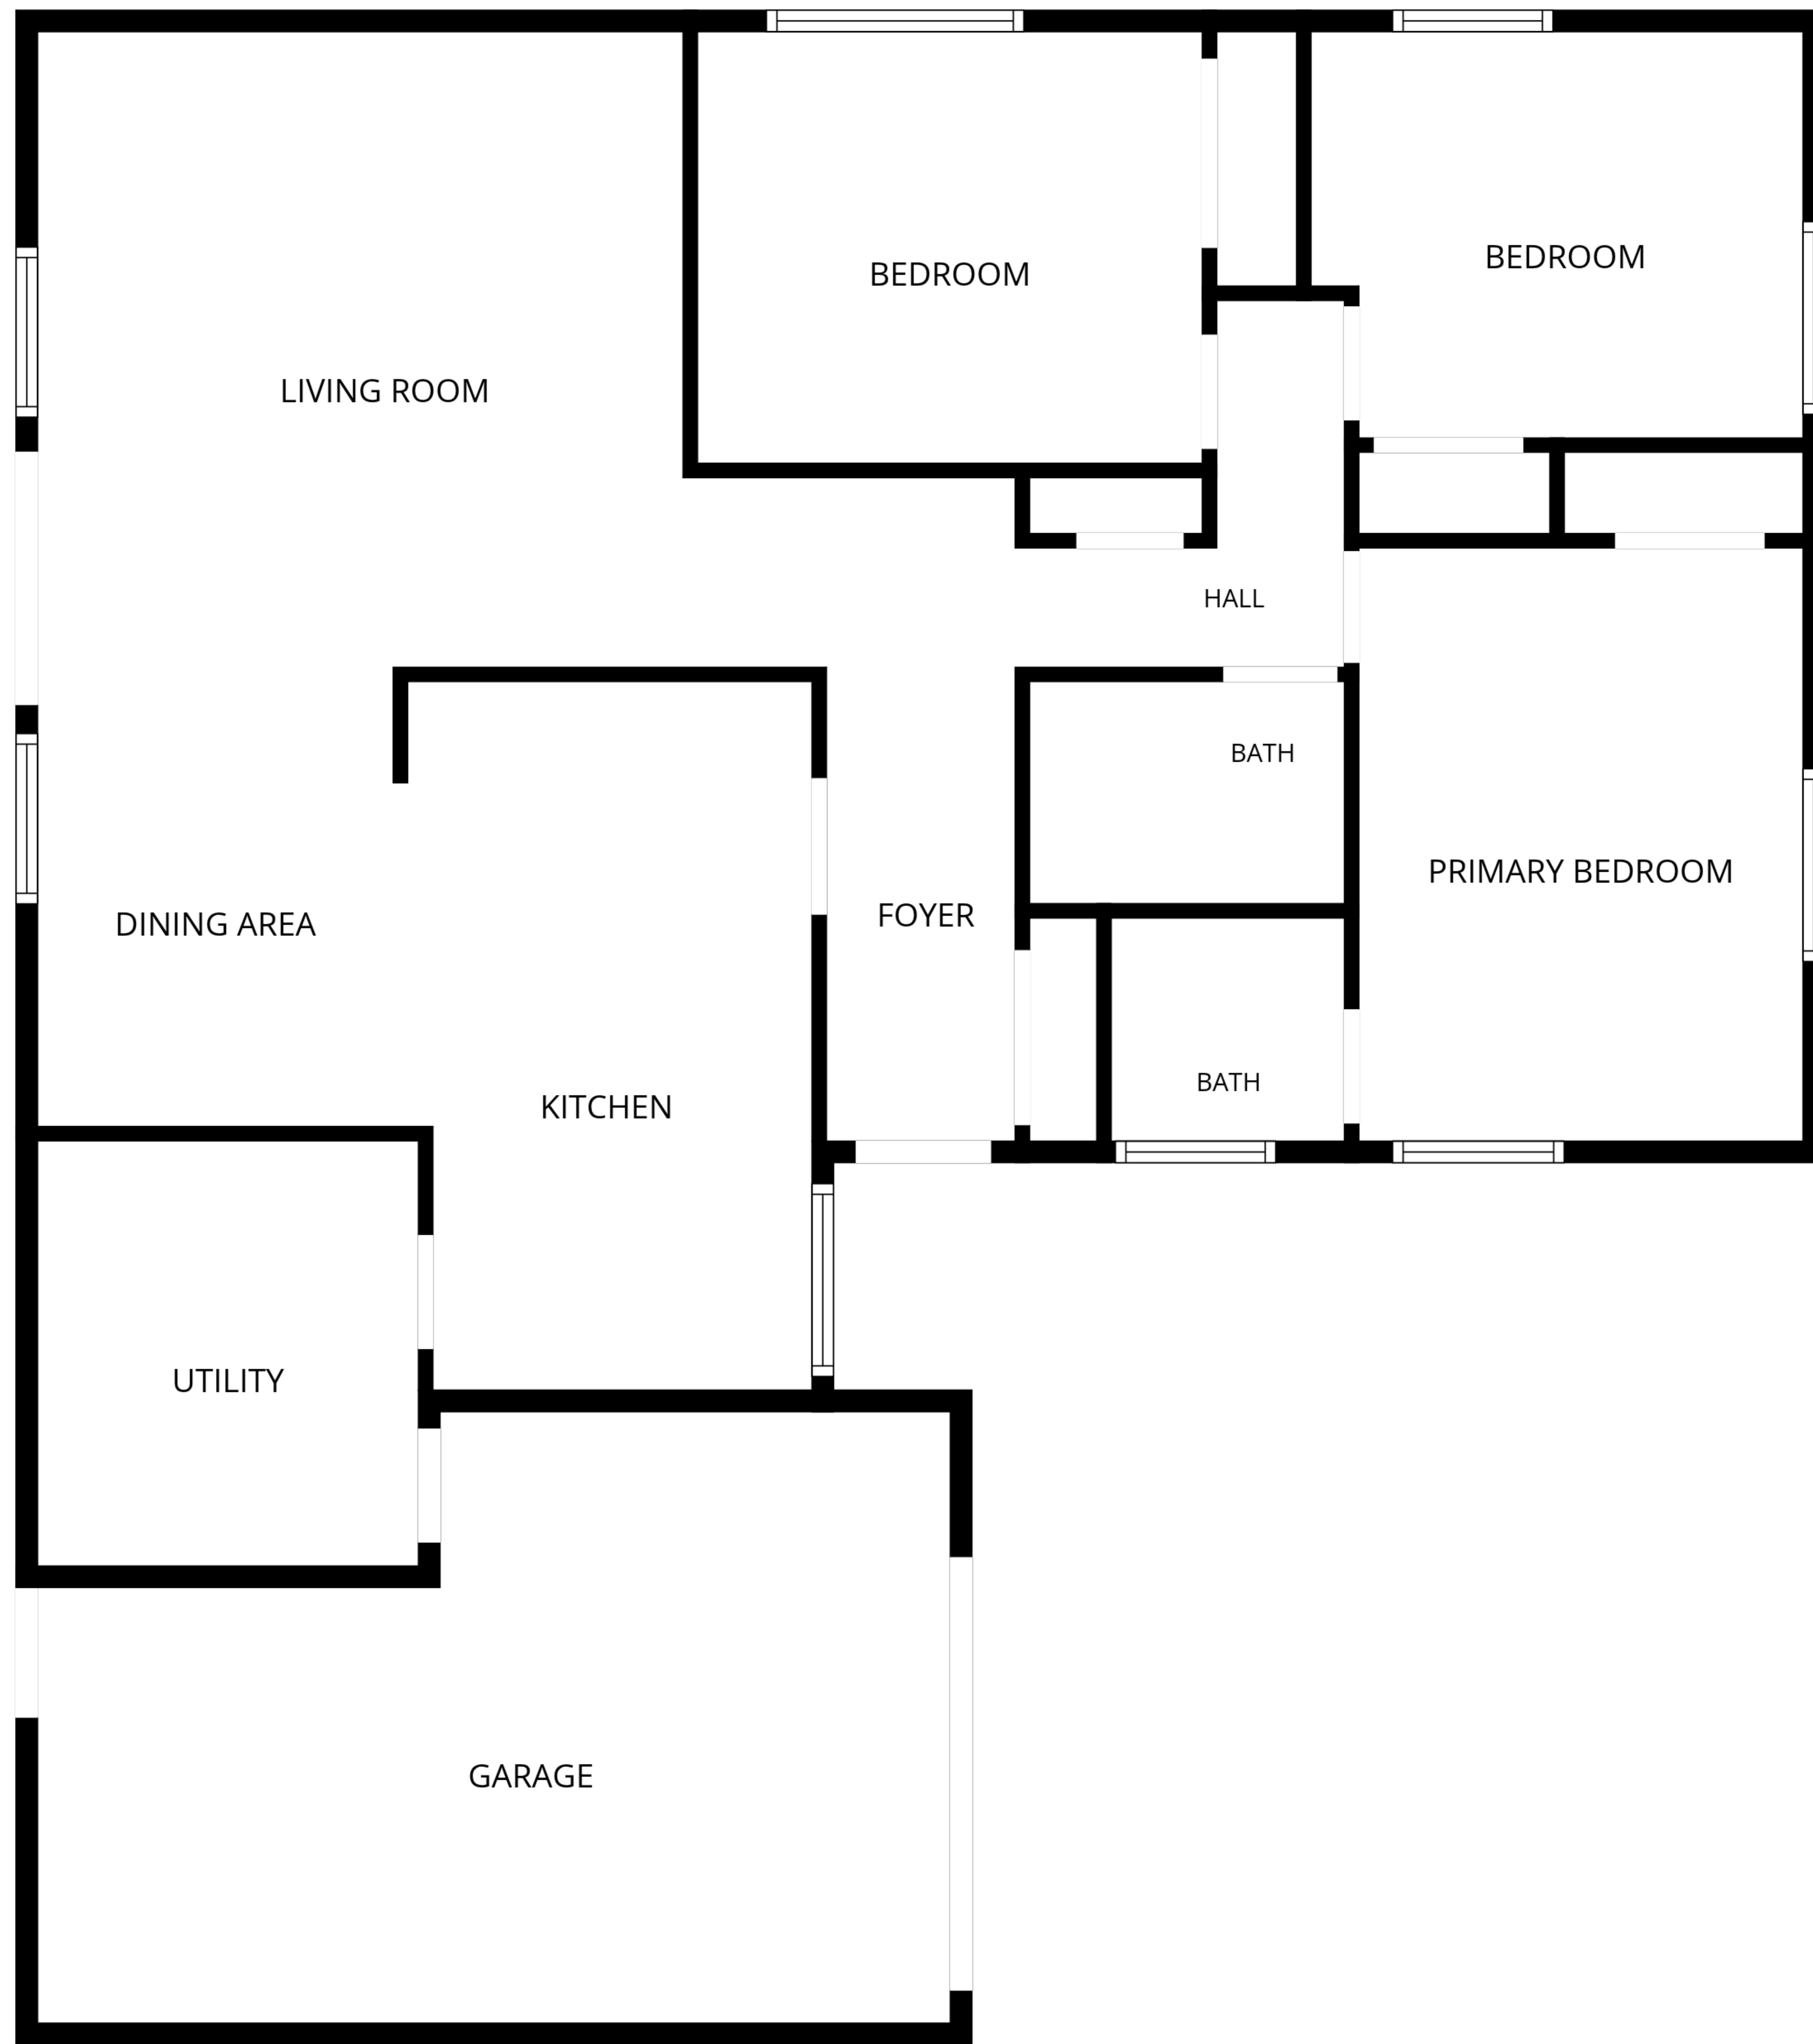 BEDROOM
BEDROOM
LIVING ROOM
HALL
BATH
PRIMARY BEDROOM
FOYER
DINING AREA
BATH
KITCHEN
UTILITY
GARAGE